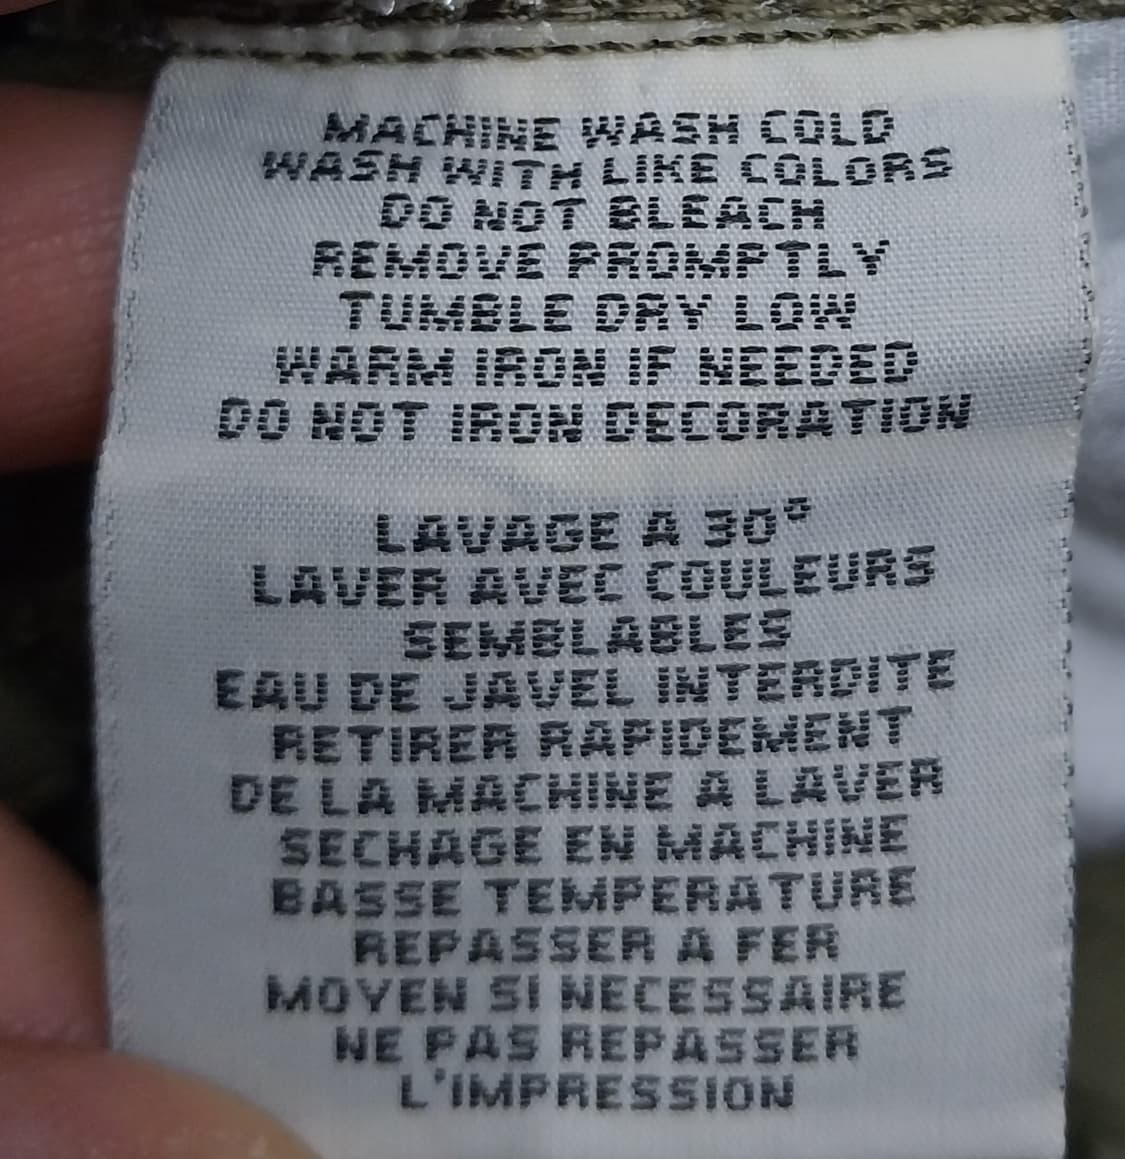 MACHINE WASH COLD
WASH WITH LIKE COLORS
DO NOT BLEACH
REMOVE PROMPTLY
TUMBLE DRY LOW
WARM IRON IF NEEDED
DO NOT IRON DECORATION
LAVAGE A 30°
LAVER AVEC COULEURS
SEMBLABLES
EAU DE JAVEL INTERDITE
RETIRER RAPIDEMENT
DE LA MACHINE A LAVER
SECHAGE EN MACHINE
BASSE TEMPERATURE
REPASSER A FER
MOYEN SI NECESSAIRE
NE PAS REPASSER
L'IMPRESSION